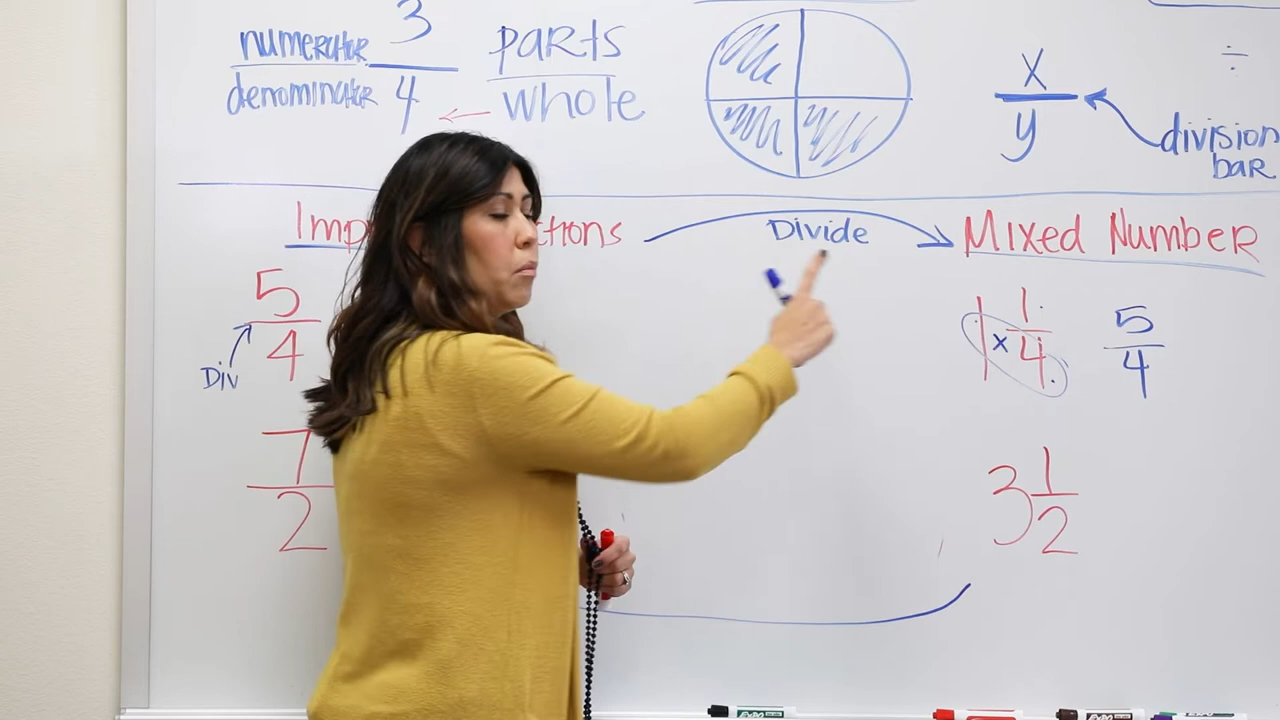 numerator 3 parts
denominator 4 whole
x
y
÷
division
bar
Imp ctions Divide Mixed Number
5
4
Div
1 x 1
4
5
4
7
2
3 1
2
EXPO